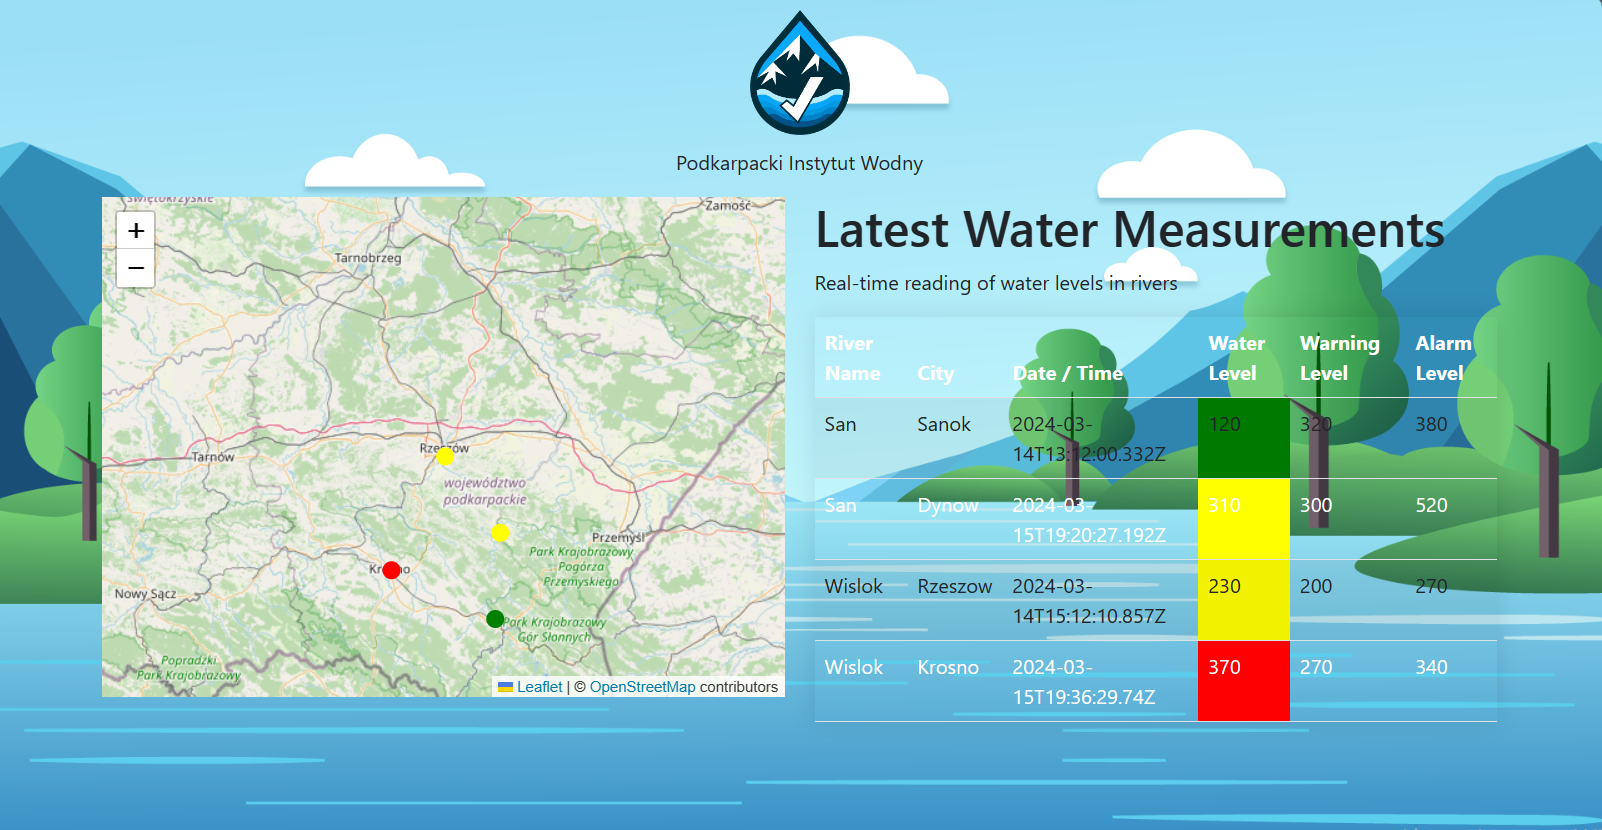 Podkarpacki Instytut Wodny
świętokrzyskie
Zamość
+
−
Tarnobrzeg
Rzeszów
Tarnów
województwo
podkarpackie
Przemyśl
Park Krajobrazowy
Pogórza
Przemyskiego
Krosno
Nowy Sącz
Park Krajobrazowy
Gór Słonnych
Popradzki
Park Krajobrazowy
Leaflet | © OpenStreetMap contributors
Latest Water Measurements
Real-time reading of water levels in rivers
River Name City Date / Time Water Level Warning Level Alarm Level
San Sanok 2024-03-
14T13:12:00.332Z 120 320 380
San Dynow 2024-03-
15T19:20:27.192Z 310 300 520
Wislok Rzeszow 2024-03-
14T15:12:10.857Z 230 200 270
Wislok Krosno 2024-03-
15T19:36:29.74Z 370 270 340